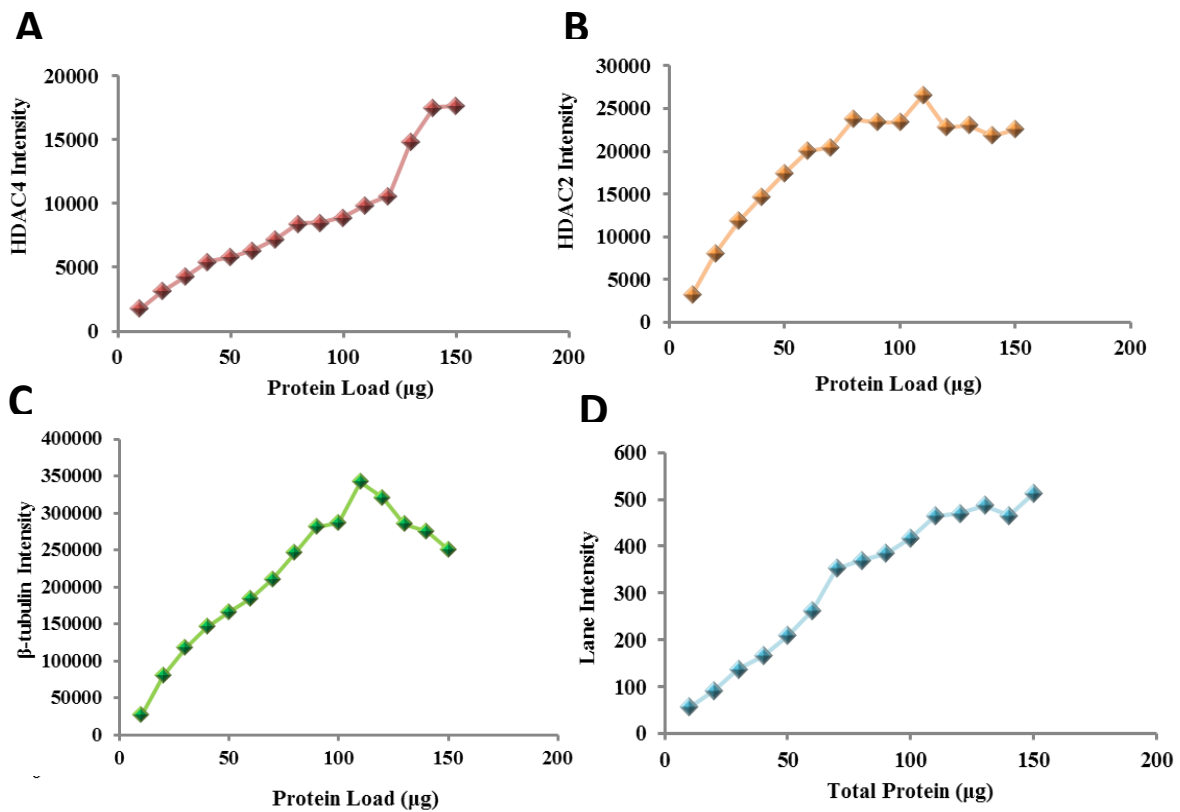 A
20000
15000
10000
5000
0
HDAC4 Intensity
0 50 100 150 200
Protein Load (µg)
B
30000
25000
20000
15000
10000
5000
0
HDAC2 Intensity
0 50 100 150 200
Protein Load (µg)
C
400000
350000
300000
250000
200000
150000
100000
50000
0
β-tubulin Intensity
0 50 100 150 200
Protein Load (µg)
D
600
500
400
300
200
100
0
Lane Intensity
0 50 100 150 200
Total Protein (µg)